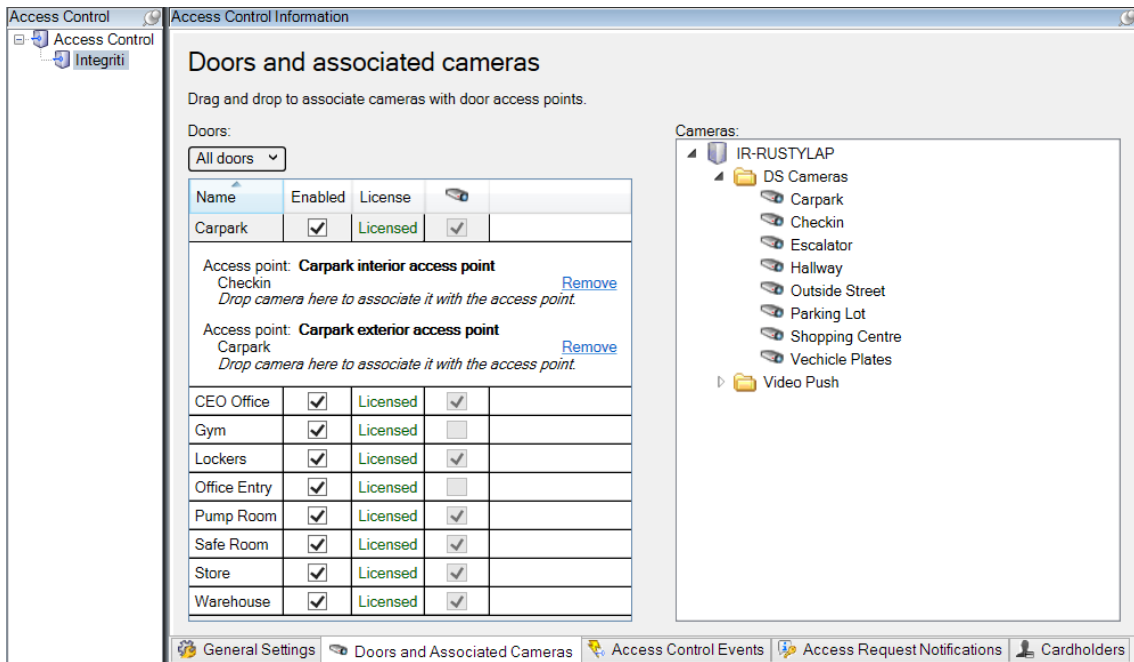 Access Control
Access Control Information
Access Control
Integriti
Doors and associated cameras
Drag and drop to associate cameras with door access points.
Doors:
All doors
Name Enabled License
Carpark Licensed
Access point: Carpark interior access point
Checkin Remove
Drop camera here to associate it with the access point.
Access point: Carpark exterior access point
Carpark Remove
Drop camera here to associate it with the access point.
CEO Office Licensed
Gym Licensed
Lockers Licensed
Office Entry Licensed
Pump Room Licensed
Safe Room Licensed
Store Licensed
Warehouse Licensed
Cameras:
IR-RUSTYLAP
DS Cameras
Carpark
Checkin
Escalator
Hallway
Outside Street
Parking Lot
Shopping Centre
Vechicle Plates
Video Push
General Settings Doors and Associated Cameras Access Control Events Access Request Notifications Cardholders